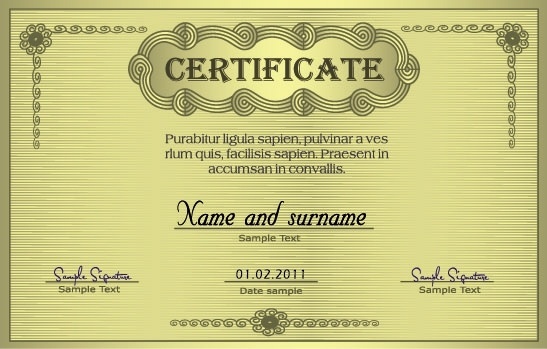 CERTIFICATE
Purabitur ligula sapien, pulvinar a ves
rlum quis, facilisis sapien. Praesent in
accumsan in convallis.
Name and surname
Sample Text
Sample Signature
Sample Text
01.02.2011
Date sample
Sample Signature
Sample Text